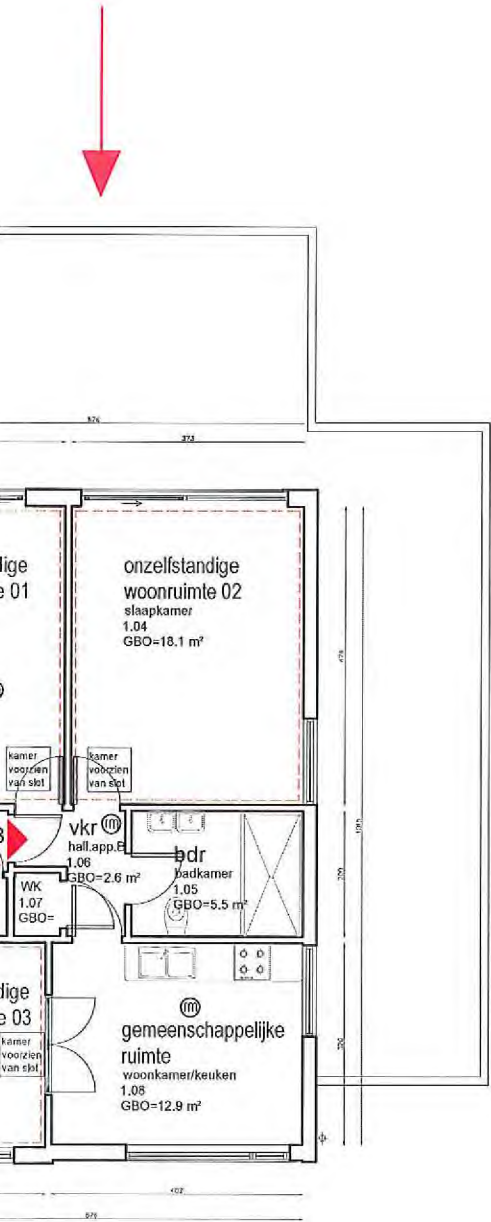 373
onzelfstandige
woonruimte 02
slaapkamer
1.04
GBO=18.1 m²
dige
e 01
kamer
voorzien
van slot
kamer
voorzien
van slot
vkr m
hall.app.B
1.06
GBO=2.6 m²
bdr
badkamer
1.05
GBO=5.5 m²
WK
1.07
GBO=
dige
e 03
kamer
voorzien
van slot
m
gemeenschappelijke
ruimte
woonkamer/keuken
1.08
GBO=12.9 m²
402